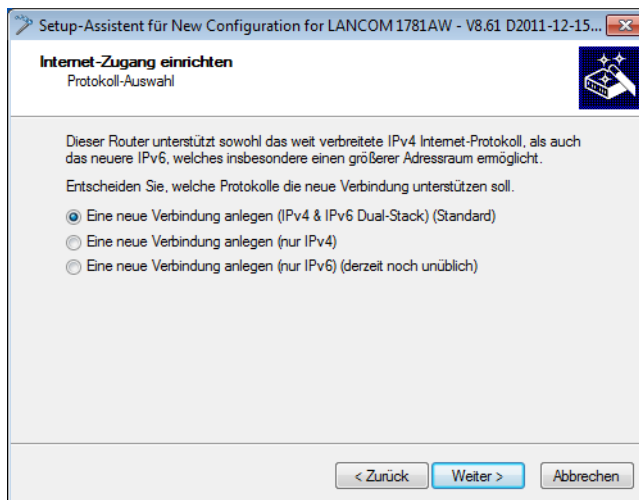 Setup-Assistent für New Configuration for LANCOM 1781AW - V8.61 D2011-12-15...
Internet-Zugang einrichten
Protokoll-Auswahl
Dieser Router unterstützt sowohl das weit verbreitete IPv4 Internet-Protokoll, als auch
das neuere IPv6, welches insbesondere einen größerer Adressraum ermöglicht.
Entscheiden Sie, welche Protokolle die neue Verbindung unterstützen soll.
Eine neue Verbindung anlegen (IPv4 & IPv6 Dual-Stack) (Standard)
Eine neue Verbindung anlegen (nur IPv4)
Eine neue Verbindung anlegen (nur IPv6) (derzeit noch unüblich)
< Zurück Weiter > Abbrechen